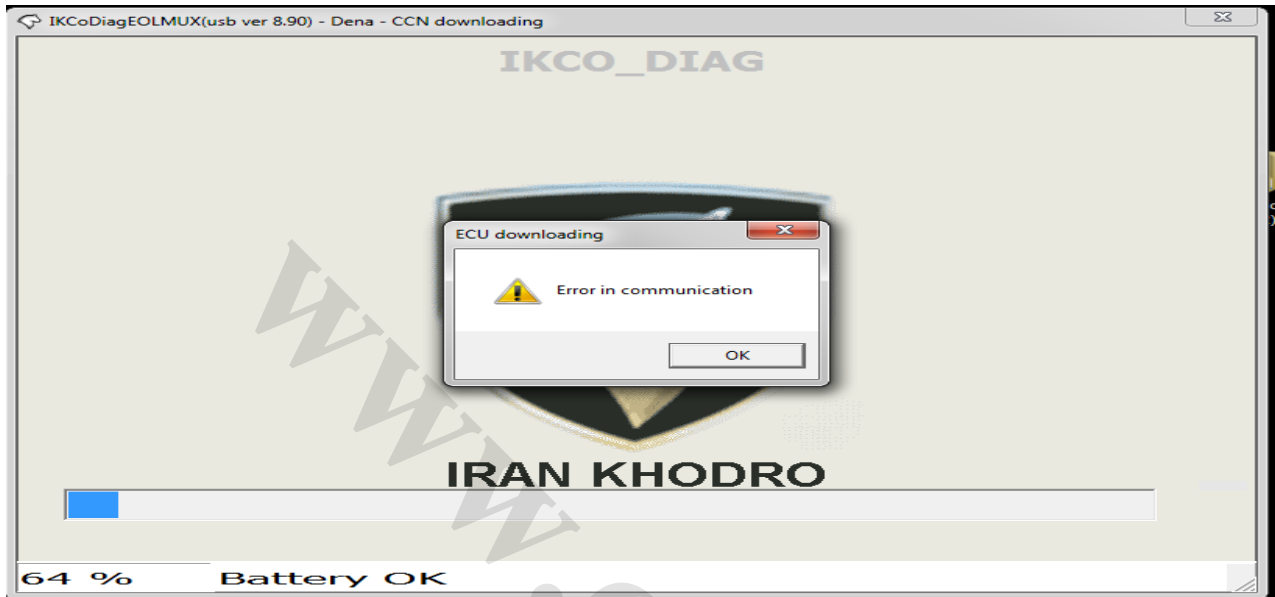 IKCoDiagEOLMUX(usb ver 8.90) - Dena - CCN downloading
IKCO_DIAG
ECU downloading
Error in communication
OK
IRAN KHODRO
64 % Battery OK
www.